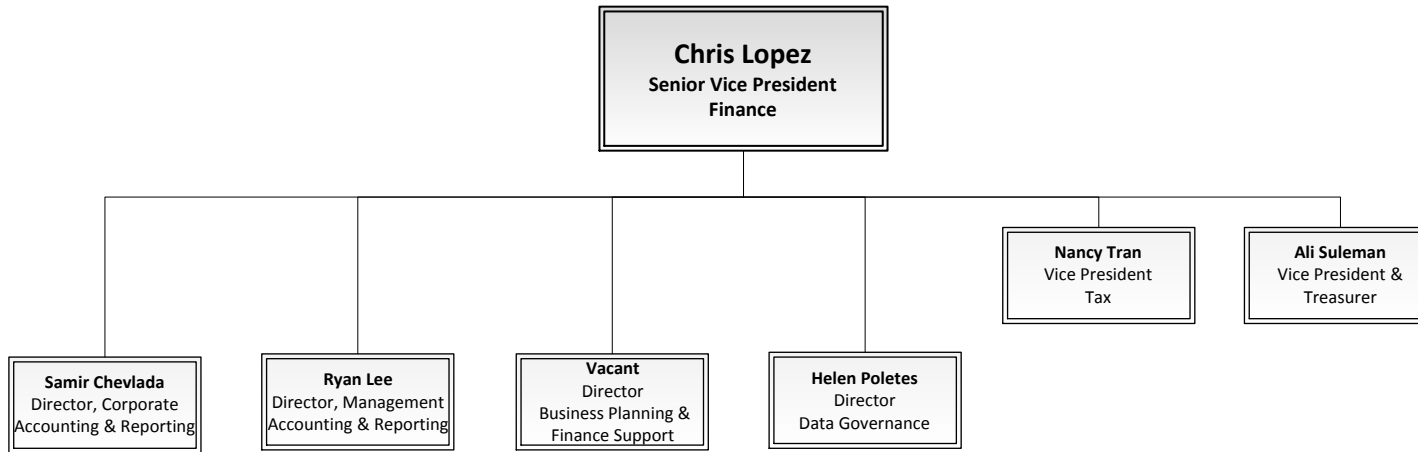 Chris Lopez
Senior Vice President
Finance
Nancy Tran
Vice President
Tax
Ali Suleman
Vice President &
Treasurer
Samir Chevlada
Director, Corporate
Accounting & Reporting
Ryan Lee
Director, Management
Accounting & Reporting
Vacant
Director
Business Planning &
Finance Support
Helen Poletes
Director
Data Governance